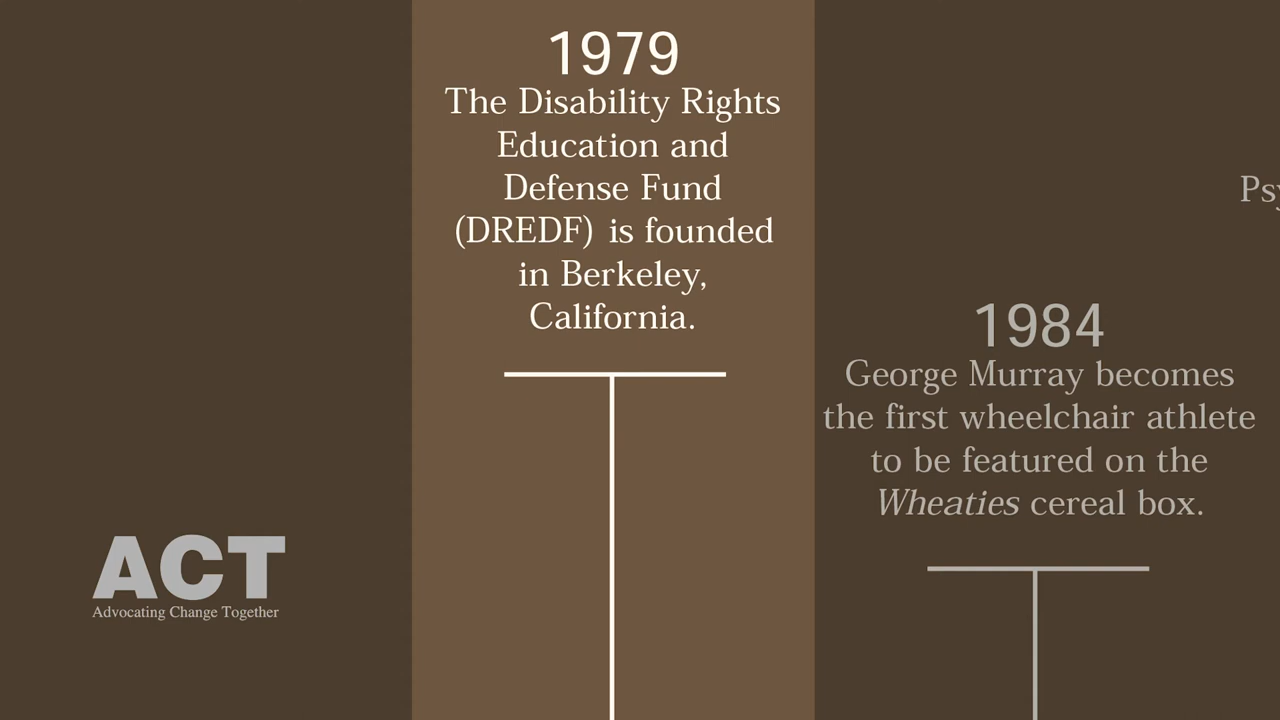 1979
The Disability Rights
Education and
Defense Fund
(DREDF) is founded
in Berkeley,
California.
1984
George Murray becomes
the first wheelchair athlete
to be featured on the
Wheaties cereal box.
ACT
Advocating Change Together